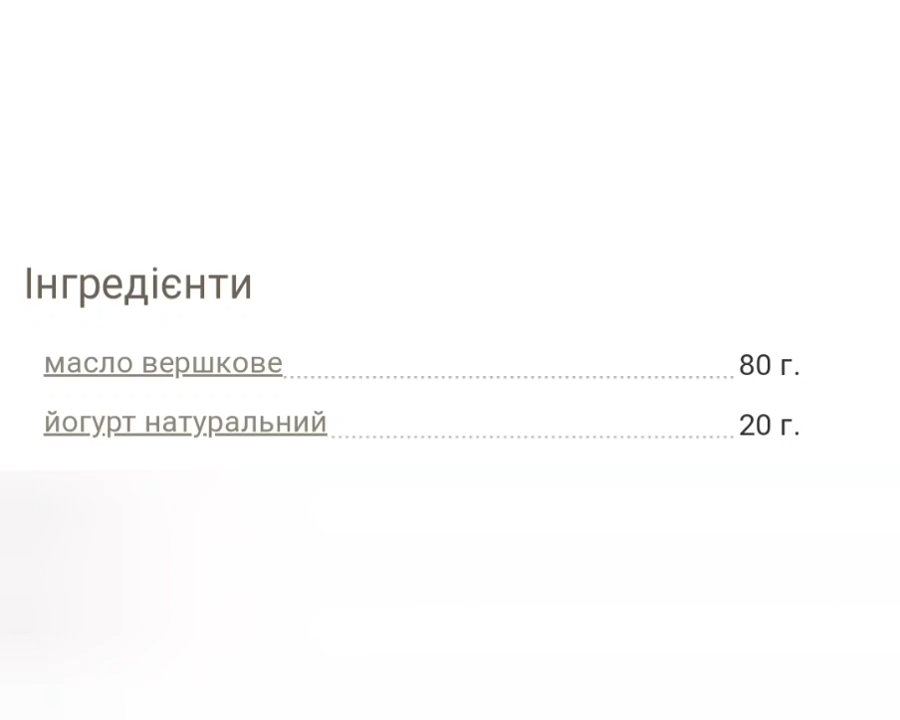 Інгредієнти
масло вершкове 80 г.
йогурт натуральний 20 г.